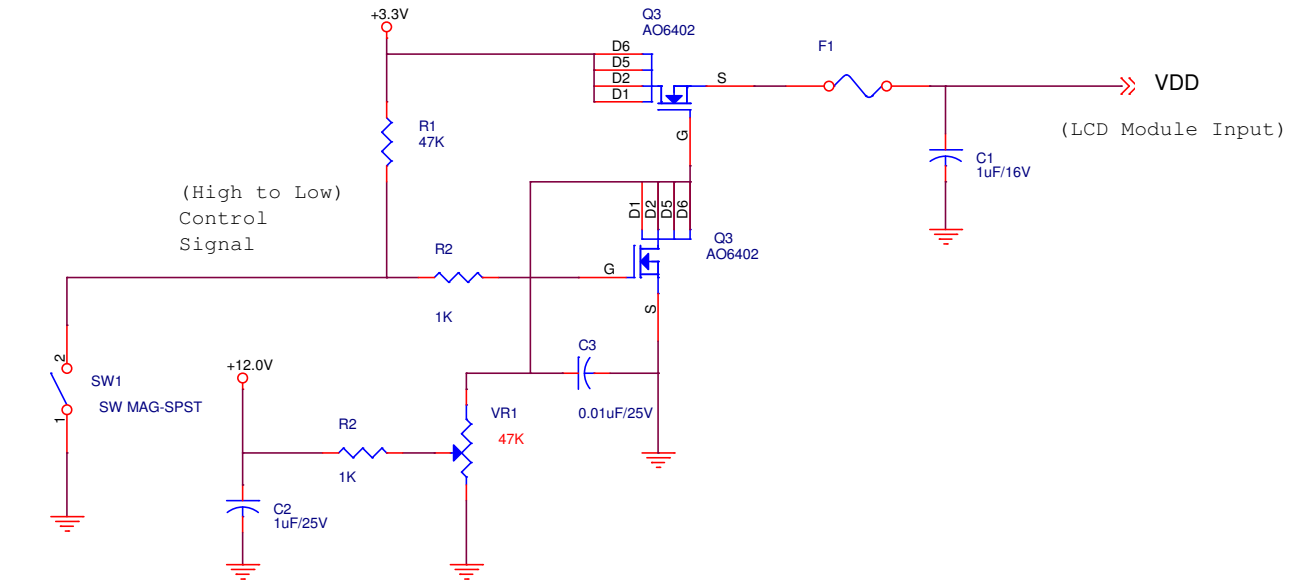 +3.3V
Q3
AO6402
F1
D6
D5
D2
D1
S
VDD
G
(LCD Module Input)
R1
47K
C1
1uF/16V
(High to Low)
Control
Signal
D1
D2
D5
D6
Q3
AO6402
R2
G
1K
S
+12.0V
C3
2
SW1
SW MAG-SPST
1
VR1
47K
0.01uF/25V
R2
1K
C2
1uF/25V